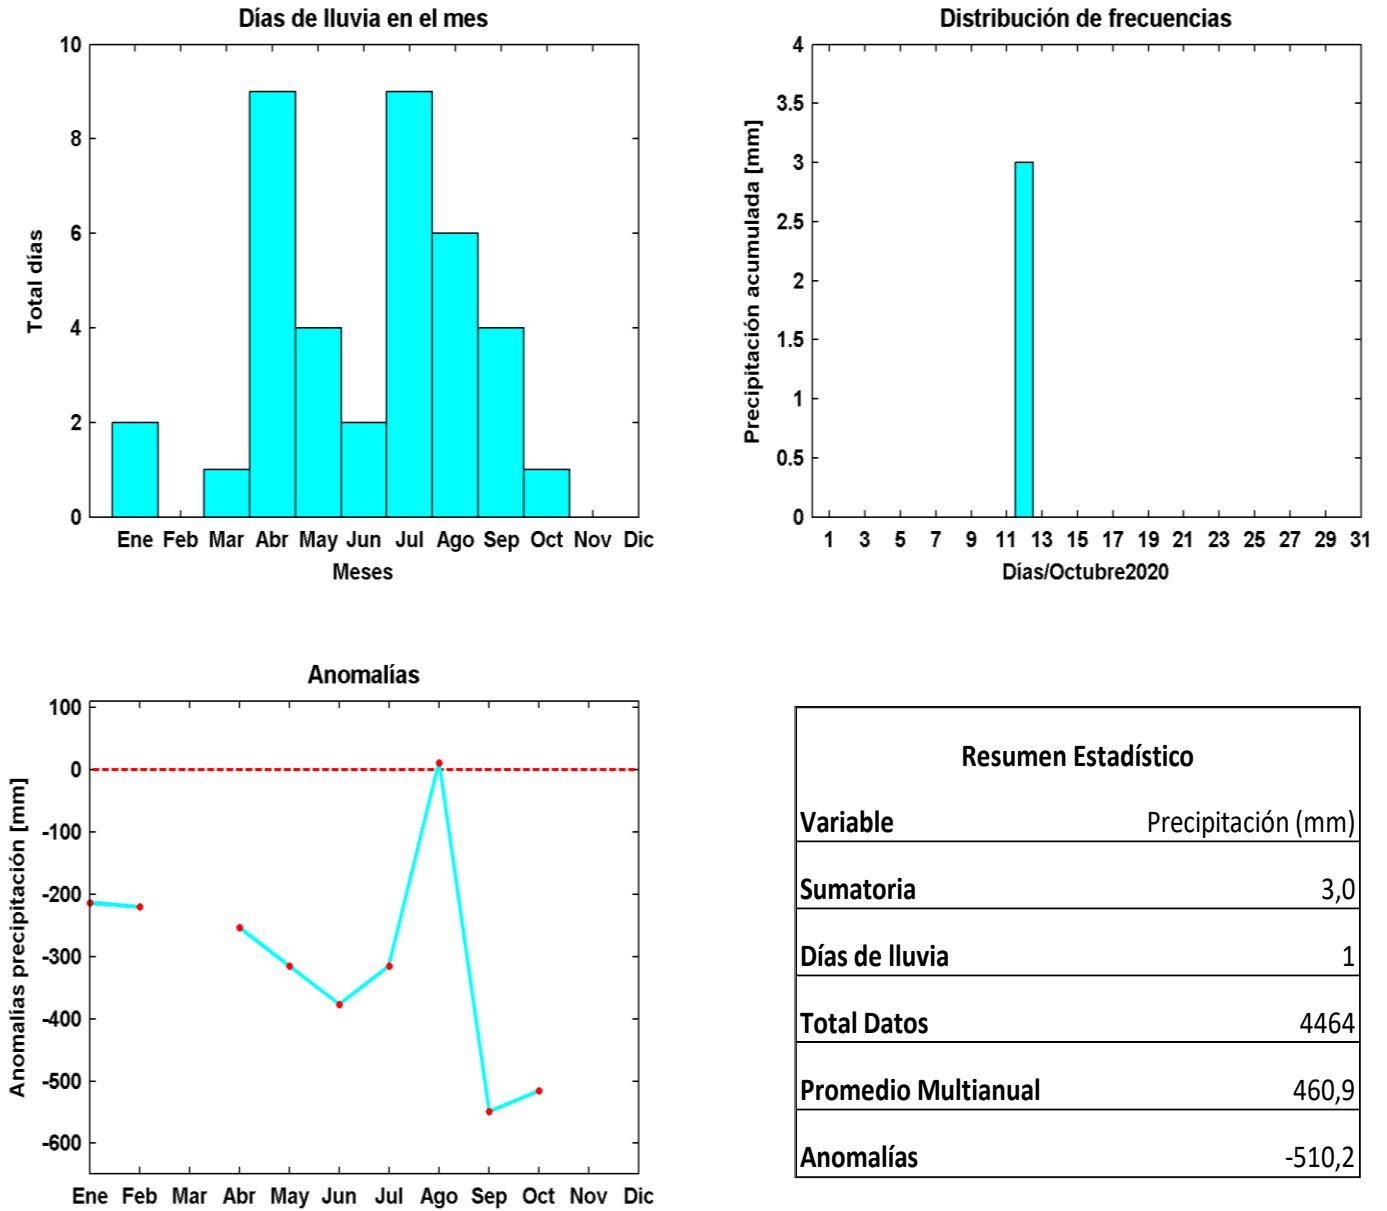 Días de lluvia en el mes
Total días
10
8
6
4
2
0
Ene Feb Mar Abr May Jun Jul Ago Sep Oct Nov Dic
Meses
Distribución de frecuencias
Precipitación acumulada [mm]
4
3.5
3
2.5
2
1.5
1
0.5
0
1 3 5 7 9 11 13 15 17 19 21 23 25 27 29 31
Días/Octubre2020
Anomalías
Anomalías precipitación [mm]
100
0
-100
-200
-300
-400
-500
-600
Ene Feb Mar Abr May Jun Jul Ago Sep Oct Nov Dic
Resumen Estadístico
Variable Precipitación (mm)
Sumatoria 3,0
Días de lluvia 1
Total Datos 4464
Promedio Multianual 460,9
Anomalías -510,2